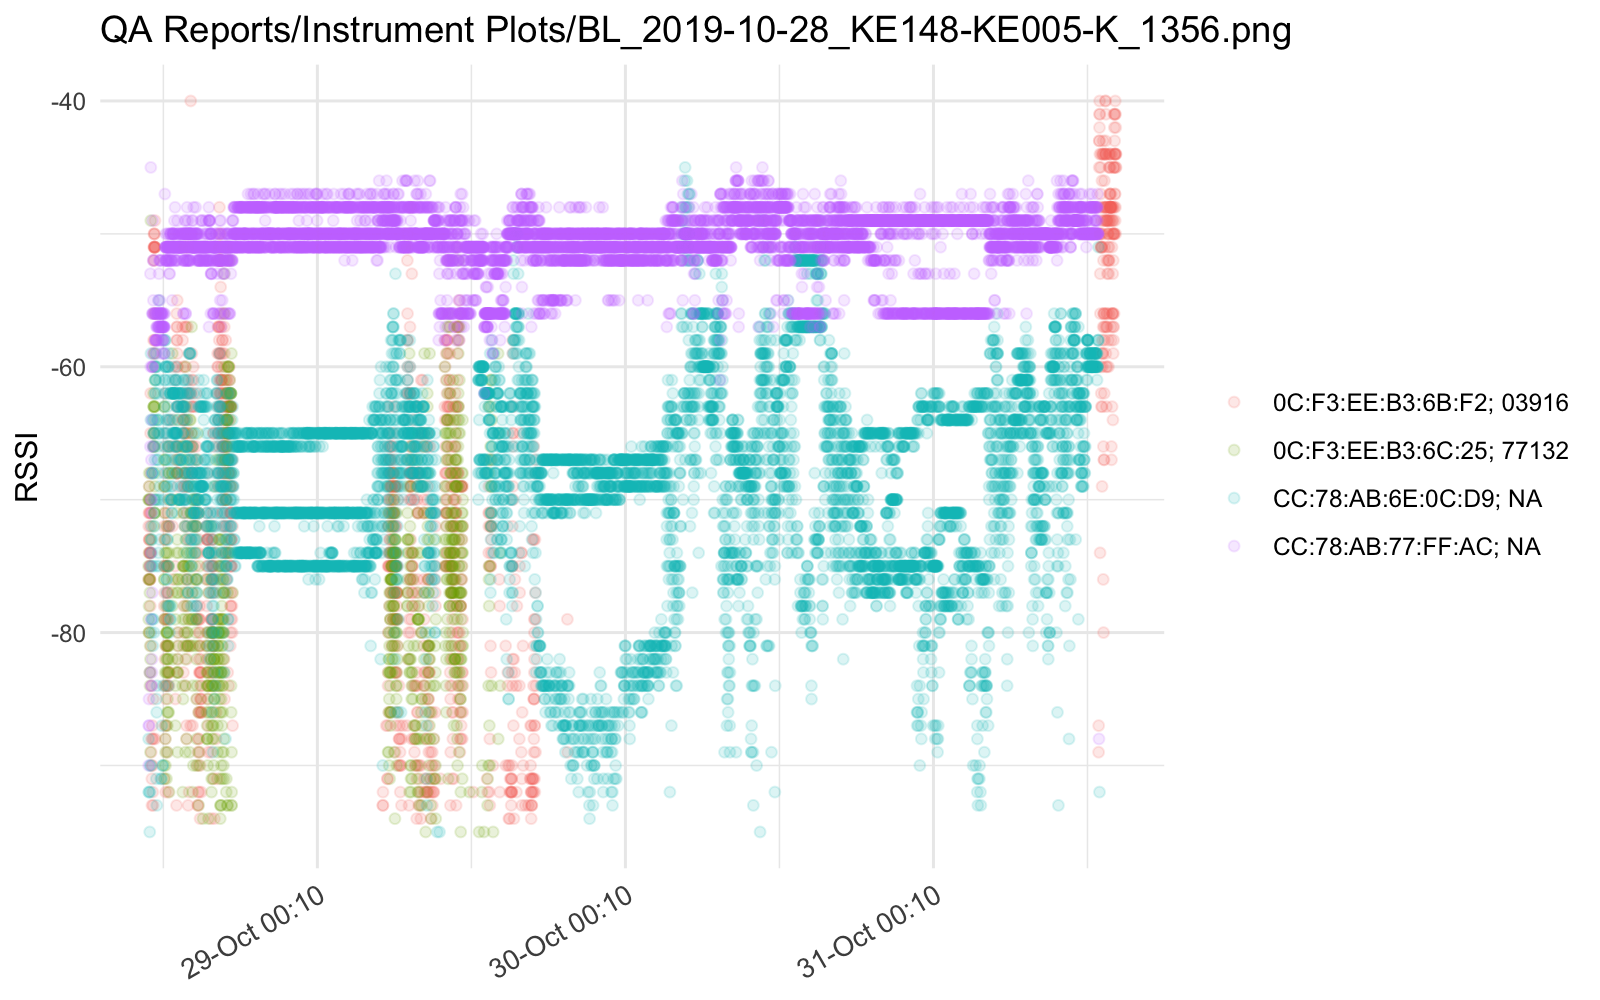 QA Reports/Instrument Plots/BL_2019-10-28_KE148-KE005-K_1356.png
-40
-60
-80
RSSI
29-Oct 00:10
30-Oct 00:10
31-Oct 00:10
0C:F3:EE:B3:6B:F2; 03916
0C:F3:EE:B3:6C:25; 77132
CC:78:AB:6E:0C:D9; NA
CC:78:AB:77:FF:AC; NA